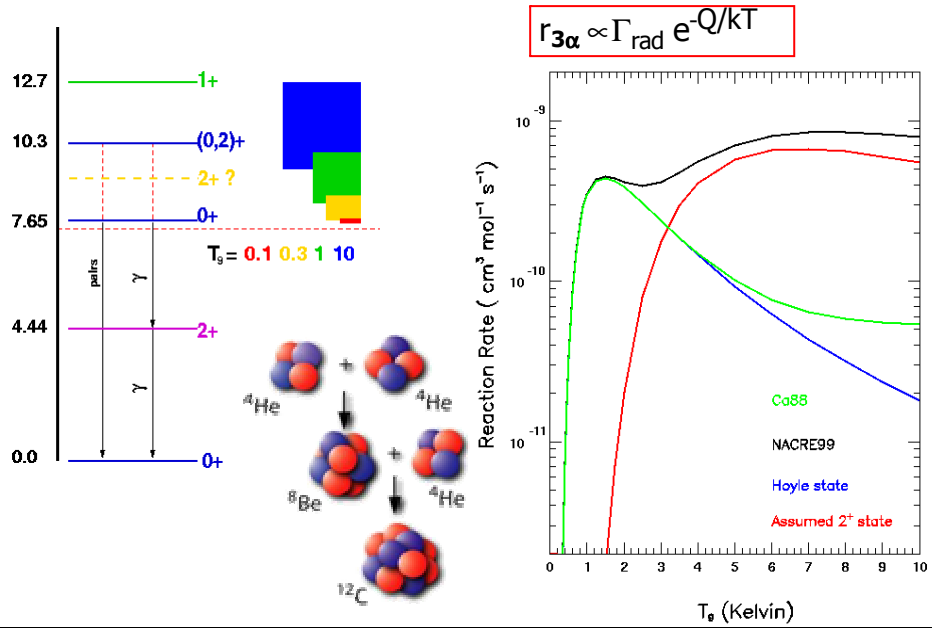 r3α ∝Γrad e-Q/kT
12.7
1+
10.3
(0,2)+
2+ ?
7.65
0+
T9 = 0.1 0.3 1 10
pairs
γ
4.44
2+
γ
0.0
0+
+
4He
4He
+
8Be
4He
12C
Reaction Rate ( cm³ mol⁻¹ s⁻¹)
10⁻⁹
10⁻¹⁰
10⁻¹¹
Ca88
NACRE99
Hoyle state
Assumed 2⁺ state
0 1 2 3 4 5 6 7 8 9 10
T9 (Kelvin)